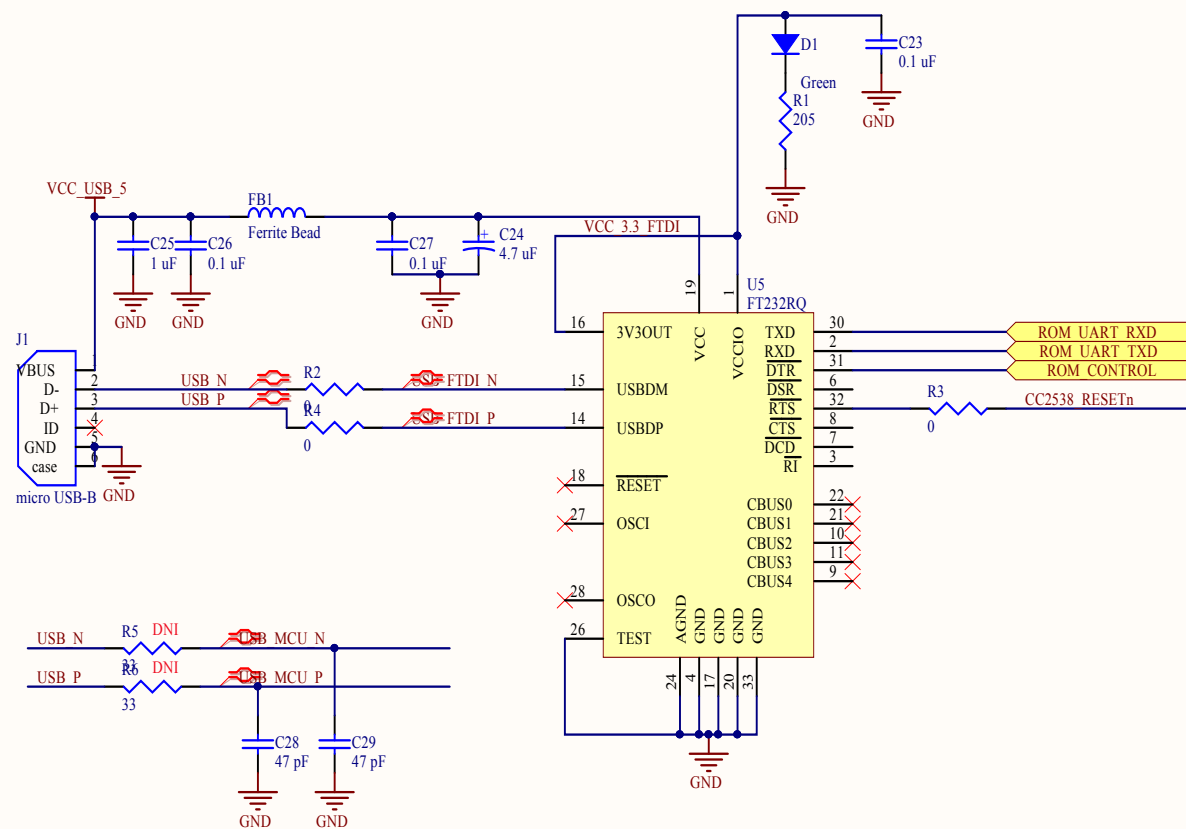 D1
C23
0.1 uF
Green
R1
205
GND
GND
VCC_USB_5
FB1
Ferrite Bead
C25
1 uF
C26
0.1 uF
C27
0.1 uF
C24
4.7 uF
+
VCC_3.3_FTDI
GND
GND
GND
19
1
U5
FT232RQ
J1
VBUS
1
D-
2
D+
3
ID
4
GND
5
case
6
micro USB-B
GND
USB_N
USB_P
R2
0
R4
0
USB_FTDI_N
USB_FTDI_P
16
3V3OUT
VCC
VCCIO
15
USBDM
14
USBDP
18
RESET
27
OSCI
28
OSCO
26
TEST
TXD
30
RXD
2
DTR
31
DSR
6
RTS
32
CTS
8
DCD
7
RI
3
CBUS0
22
CBUS1
21
CBUS2
10
CBUS3
11
CBUS4
9
AGND
GND
GND
GND
GND
24
4
17
20
33
GND
ROM_UART_RXD
ROM_UART_TXD
ROM_CONTROL
R3
0
CC2538_RESETn
USB_N
R5
DNI
33
USB_MCU_N
USB_P
R6
DNI
33
USB_MCU_P
C28
47 pF
C29
47 pF
GND
GND